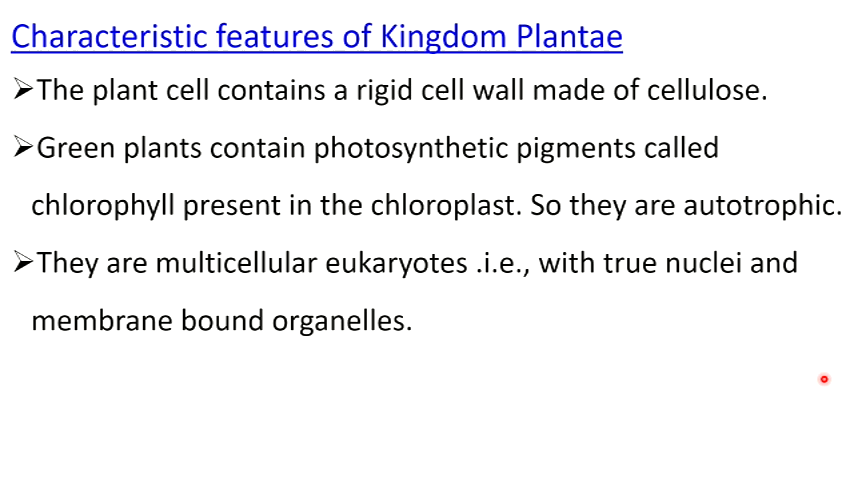 Characteristic features of Kingdom Plantae
➢The plant cell contains a rigid cell wall made of cellulose.
➢Green plants contain photosynthetic pigments called
chlorophyll present in the chloroplast. So they are autotrophic.
➢They are multicellular eukaryotes .i.e., with true nuclei and
membrane bound organelles.